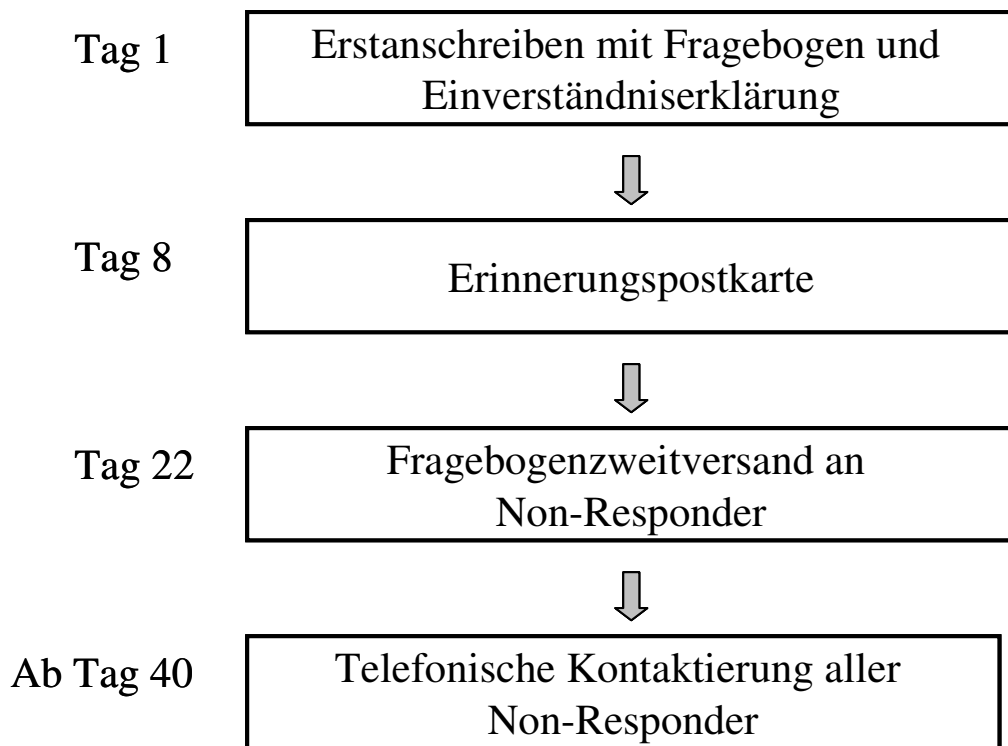 Tag 1
Erstanschreiben mit Fragebogen und
Einverständniserklärung
Tag 8
Erinnerungspostkarte
Tag 22
Fragebogenzweitversand an
Non-Responder
Ab Tag 40
Telefonische Kontaktierung aller
Non-Responder